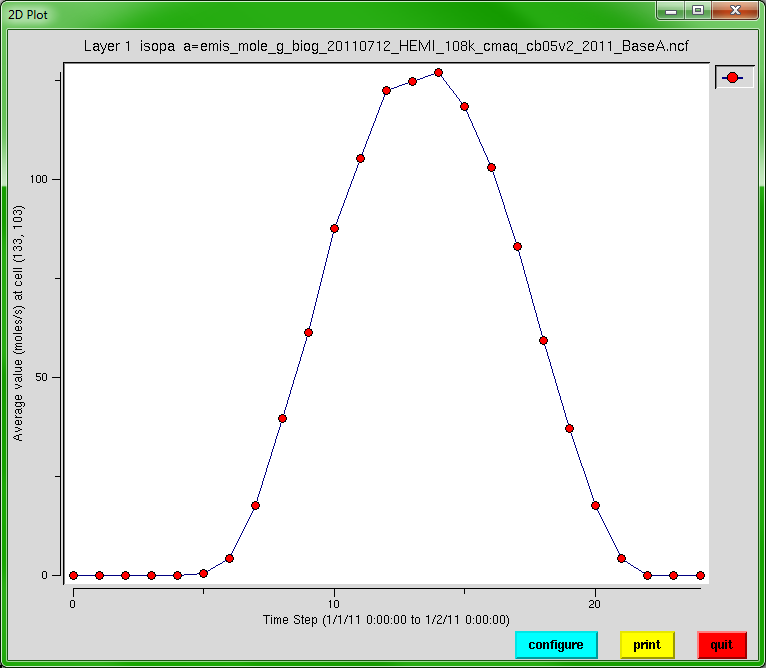 2D Plot
Layer 1 isopa a=emis_mole_g_biog_20110712_HEMI_108k_cmaq_cb05v2_2011_BaseA.ncf
Average value (moles/s) at cell (133, 103)
100
50
0
0 10 20
Time Step (1/1/11 0:00:00 to 1/2/11 0:00:00)
configure print quit